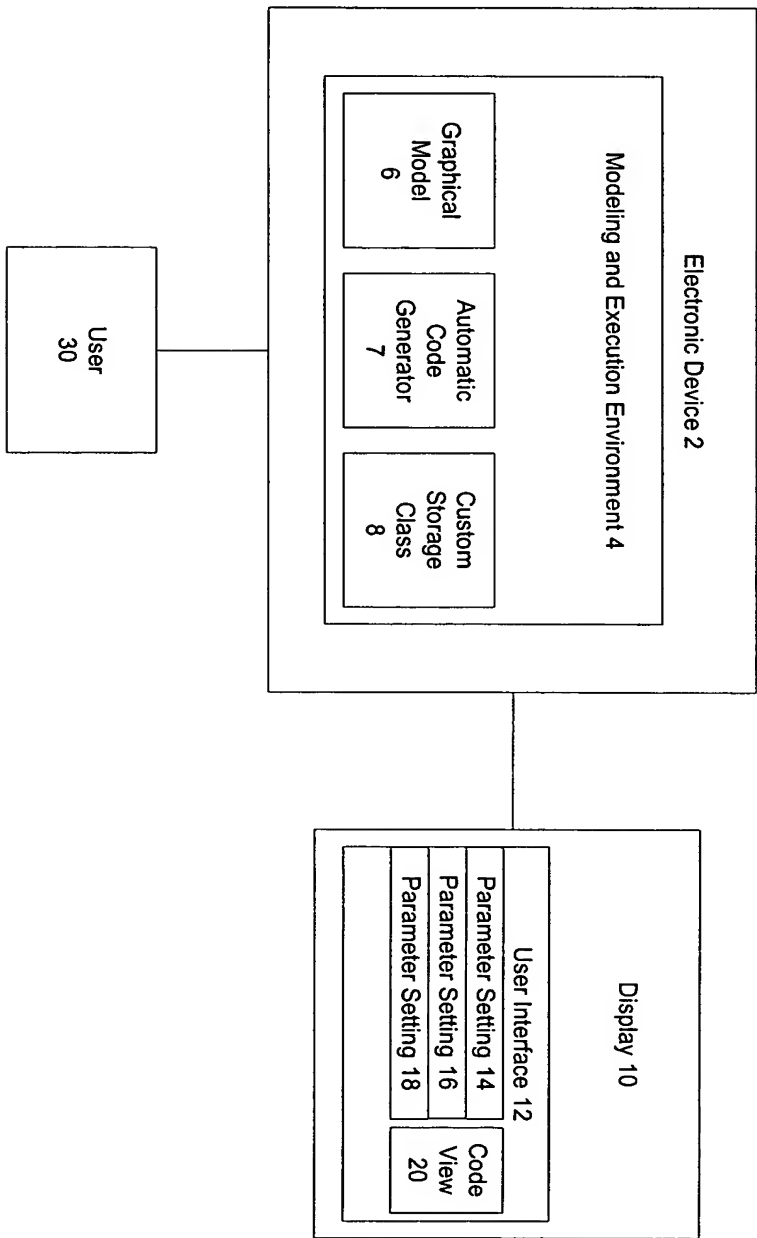 Electronic Device 2
Modeling and Execution Environment 4
Graphical
Model
6
Automatic
Code
Generator
7
Custom
Storage
Class
8
User
30
Display 10
User Interface 12
Parameter Setting 14
Parameter Setting 16
Parameter Setting 18
Code
View
20